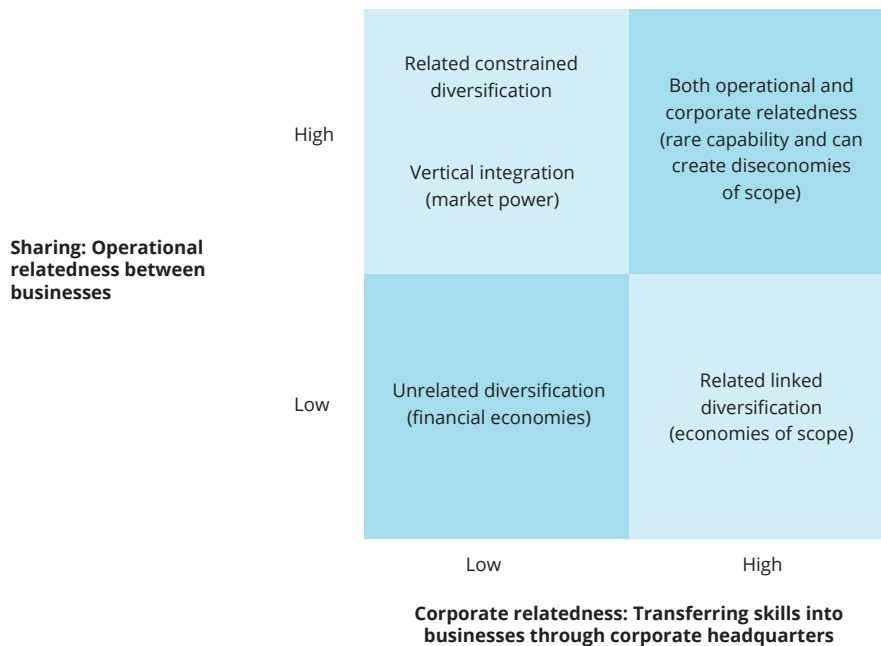 Related constrained
diversification
Vertical integration
(market power)
Both operational and
corporate relatedness
(rare capability and can
create diseconomies
of scope)
High
Sharing: Operational
relatedness between
businesses
Low
Unrelated diversification
(financial economies)
Related linked
diversification
(economies of scope)
Low
High
Corporate relatedness: Transferring skills into
businesses through corporate headquarters